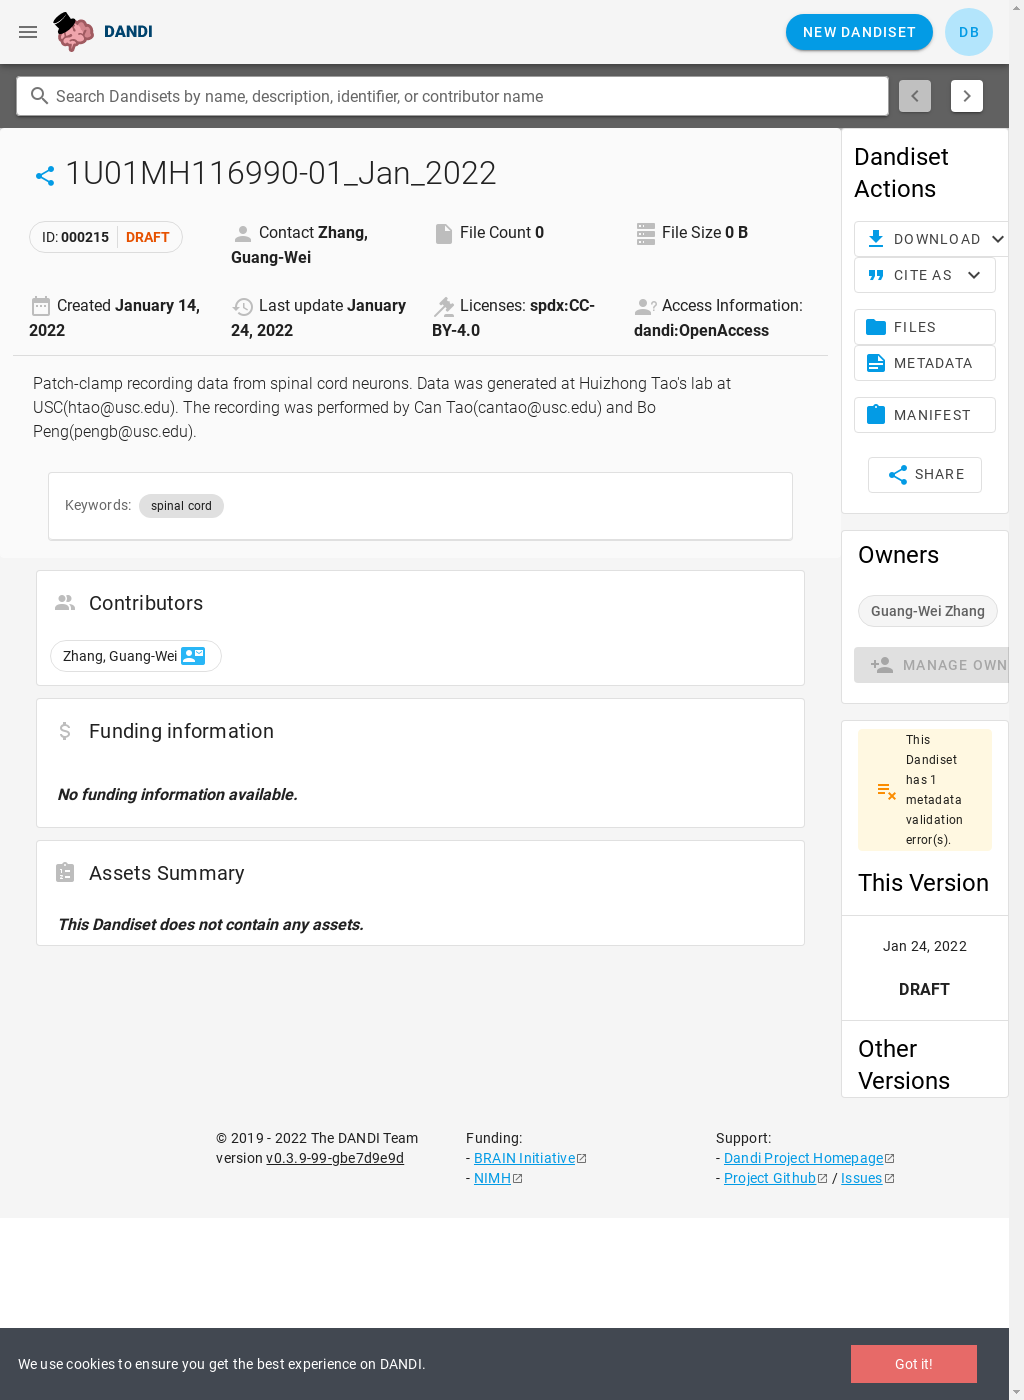 DANDI
NEW DANDISET
DB
Search Dandisets by name, description, identifier, or contributor name
1U01MH116990-01_Jan_2022
ID: 000215 DRAFT
Contact Zhang,
Guang-Wei
File Count 0
File Size 0 B
Created January 14,
2022
Last update January
24, 2022
Licenses: spdx:CC-
BY-4.0
Access Information:
dandi:OpenAccess
Patch-clamp recording data from spinal cord neurons. Data was generated at Huizhong Tao's lab at
USC(htao@usc.edu). The recording was performed by Can Tao(cantao@usc.edu) and Bo
Peng(pengb@usc.edu).
Keywords: spinal cord
Contributors
Zhang, Guang-Wei
Funding information
No funding information available.
Assets Summary
This Dandiset does not contain any assets.
Dandiset
Actions
DOWNLOAD
CITE AS
FILES
METADATA
MANIFEST
SHARE
Owners
Guang-Wei Zhang
MANAGE OWN
This
Dandiset
has 1
metadata
validation
error(s).
This Version
Jan 24, 2022
DRAFT
Other
Versions
© 2019 - 2022 The DANDI Team
version v0.3.9-99-gbe7d9e9d
Funding:
- BRAIN Initiative
- NIMH
Support:
- Dandi Project Homepage
- Project Github / Issues
We use cookies to ensure you get the best experience on DANDI.
Got it!